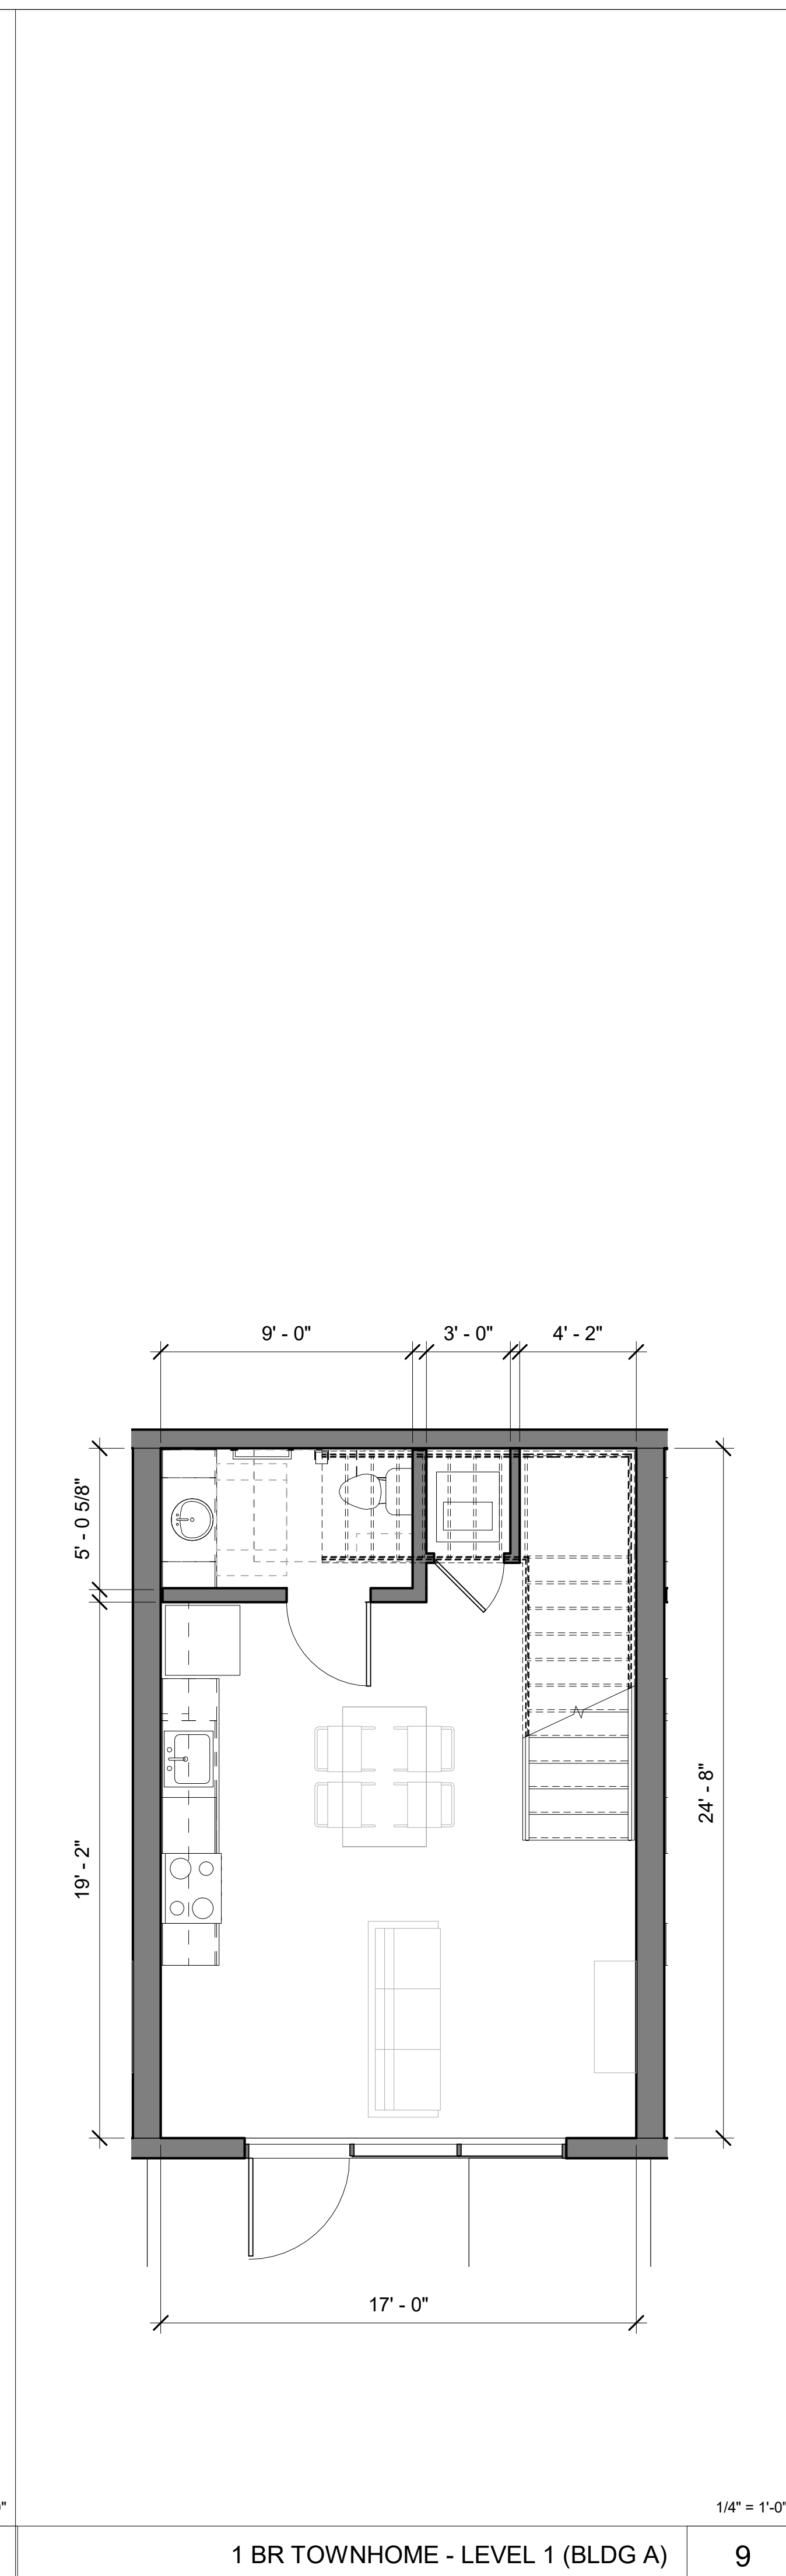 9' - 0" 3' - 0" 4' - 2"
5' - 0 5/8"
24' - 8"
19' - 2"
17' - 0"
1/4" = 1'-0"
1 BR TOWNHOME - LEVEL 1 (BLDG A) 9